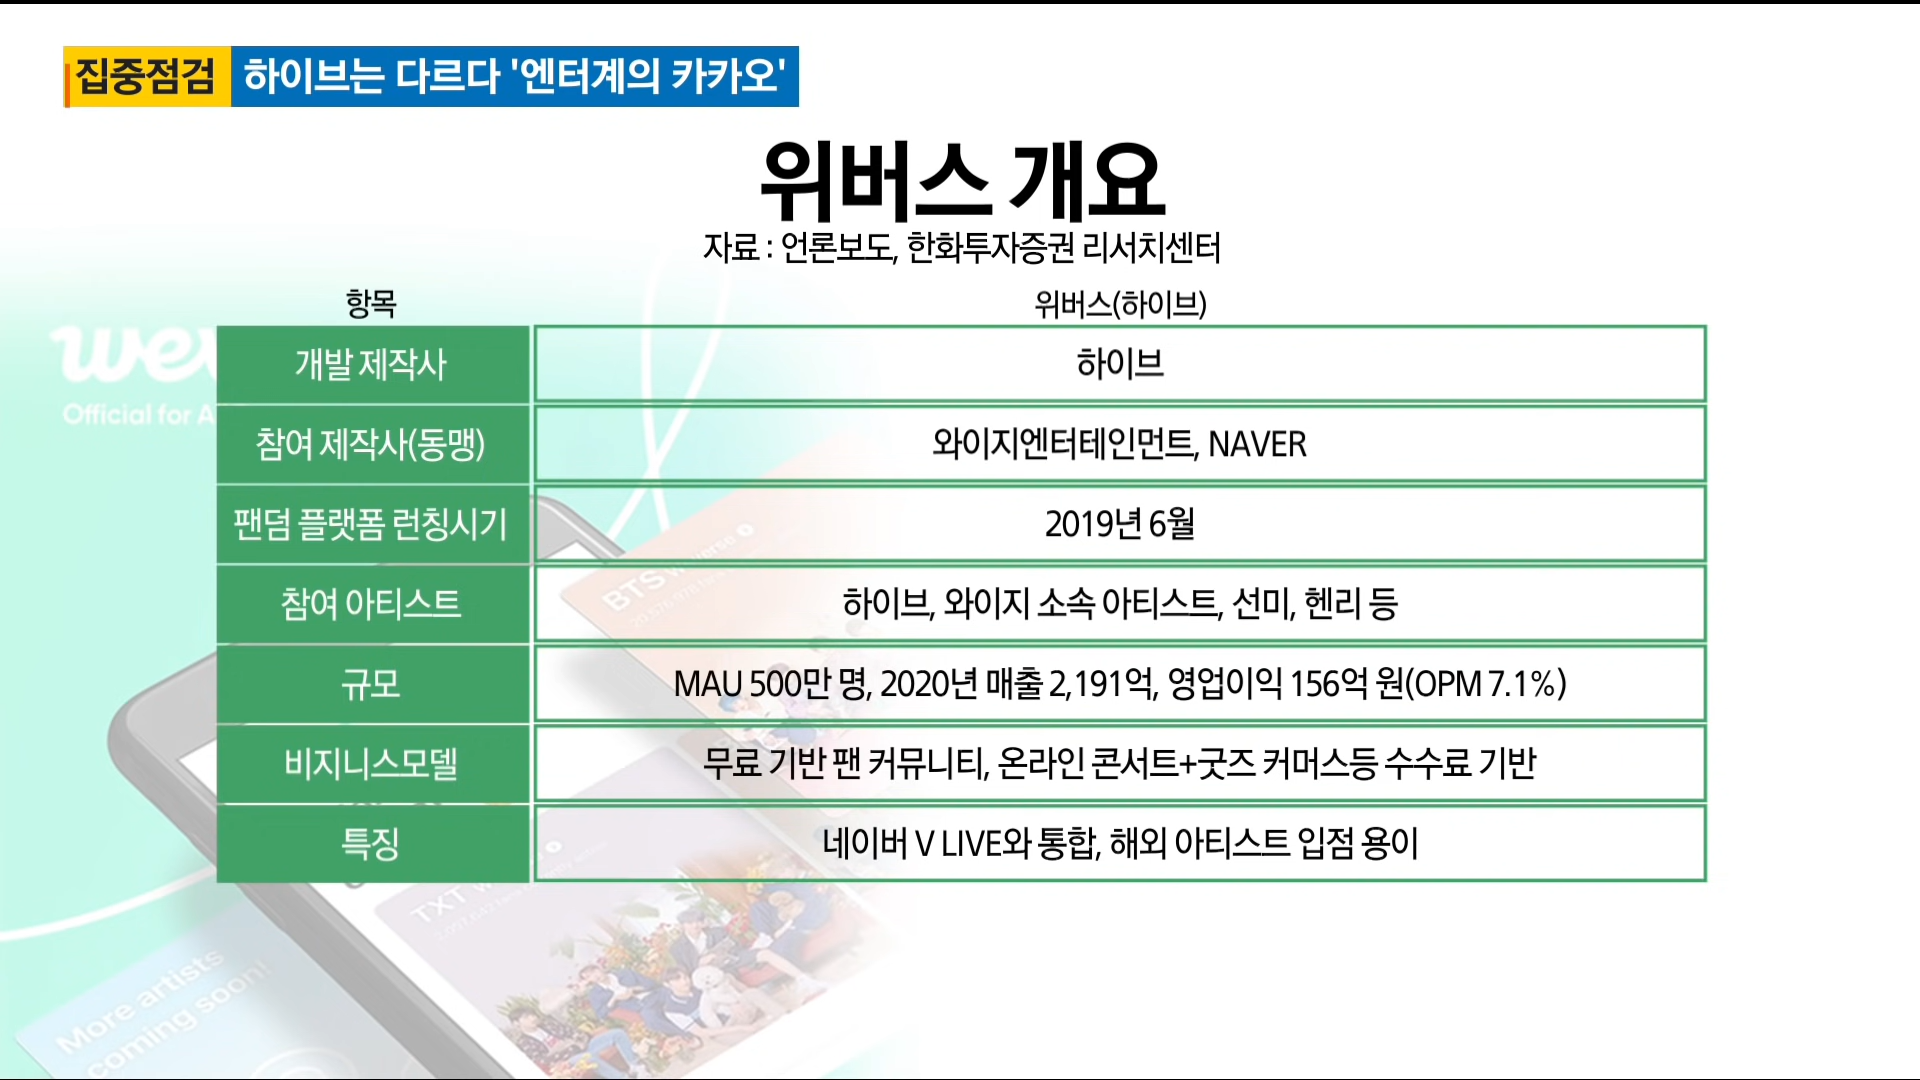 집중점검 하이브는 다르다 '엔터계의 카카오'
위버스 개요
자료 : 언론보도, 한화투자증권 리서치센터
항목 위버스(하이브)
개발 제작사 하이브
참여 제작사(동맹) 와이지엔터테인먼트, NAVER
팬덤 플랫폼 런칭시기 2019년 6월
참여 아티스트 하이브, 와이지 소속 아티스트, 선미, 헨리 등
규모 MAU 500만 명, 2020년 매출 2,191억, 영업이익 156억 원(OPM 7.1%)
비지니스모델 무료 기반 팬 커뮤니티, 온라인 콘서트+굿즈 커머스등 수수료 기반
특징 네이버 V LIVE와 통합, 해외 아티스트 입점 용이
Official for
BTS
TXT
More artists
coming soon!